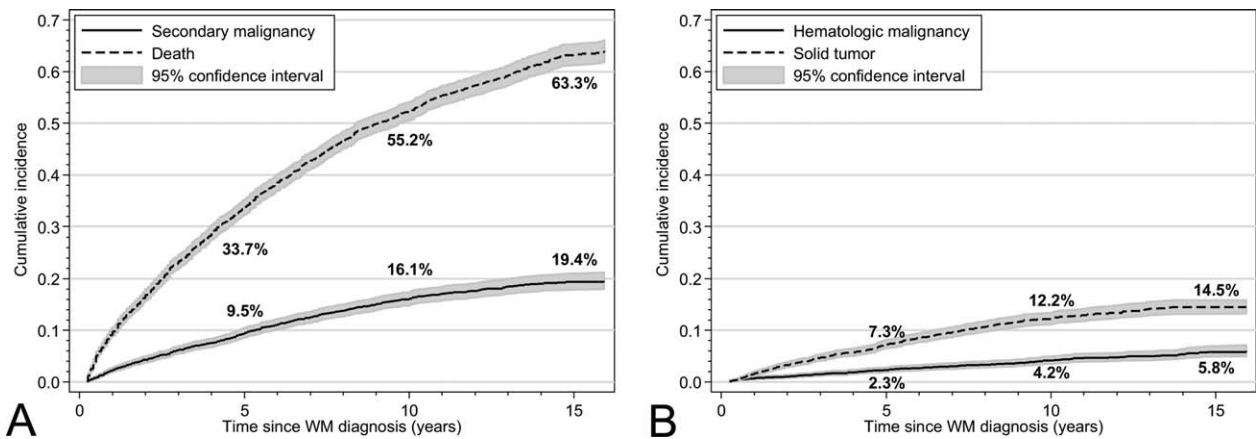 0.7
0.6
0.5
0.4
0.3
0.2
0.1
0.0
Cumulative incidence
Secondary malignancy
Death
95% confidence interval
63.3%
55.2%
33.7%
19.4%
16.1%
9.5%
0 5 10 15
Time since WM diagnosis (years)
A
0.7
0.6
0.5
0.4
0.3
0.2
0.1
0.0
Cumulative incidence
Hematologic malignancy
Solid tumor
95% confidence interval
14.5%
12.2%
7.3%
5.8%
4.2%
2.3%
0 5 10 15
Time since WM diagnosis (years)
B